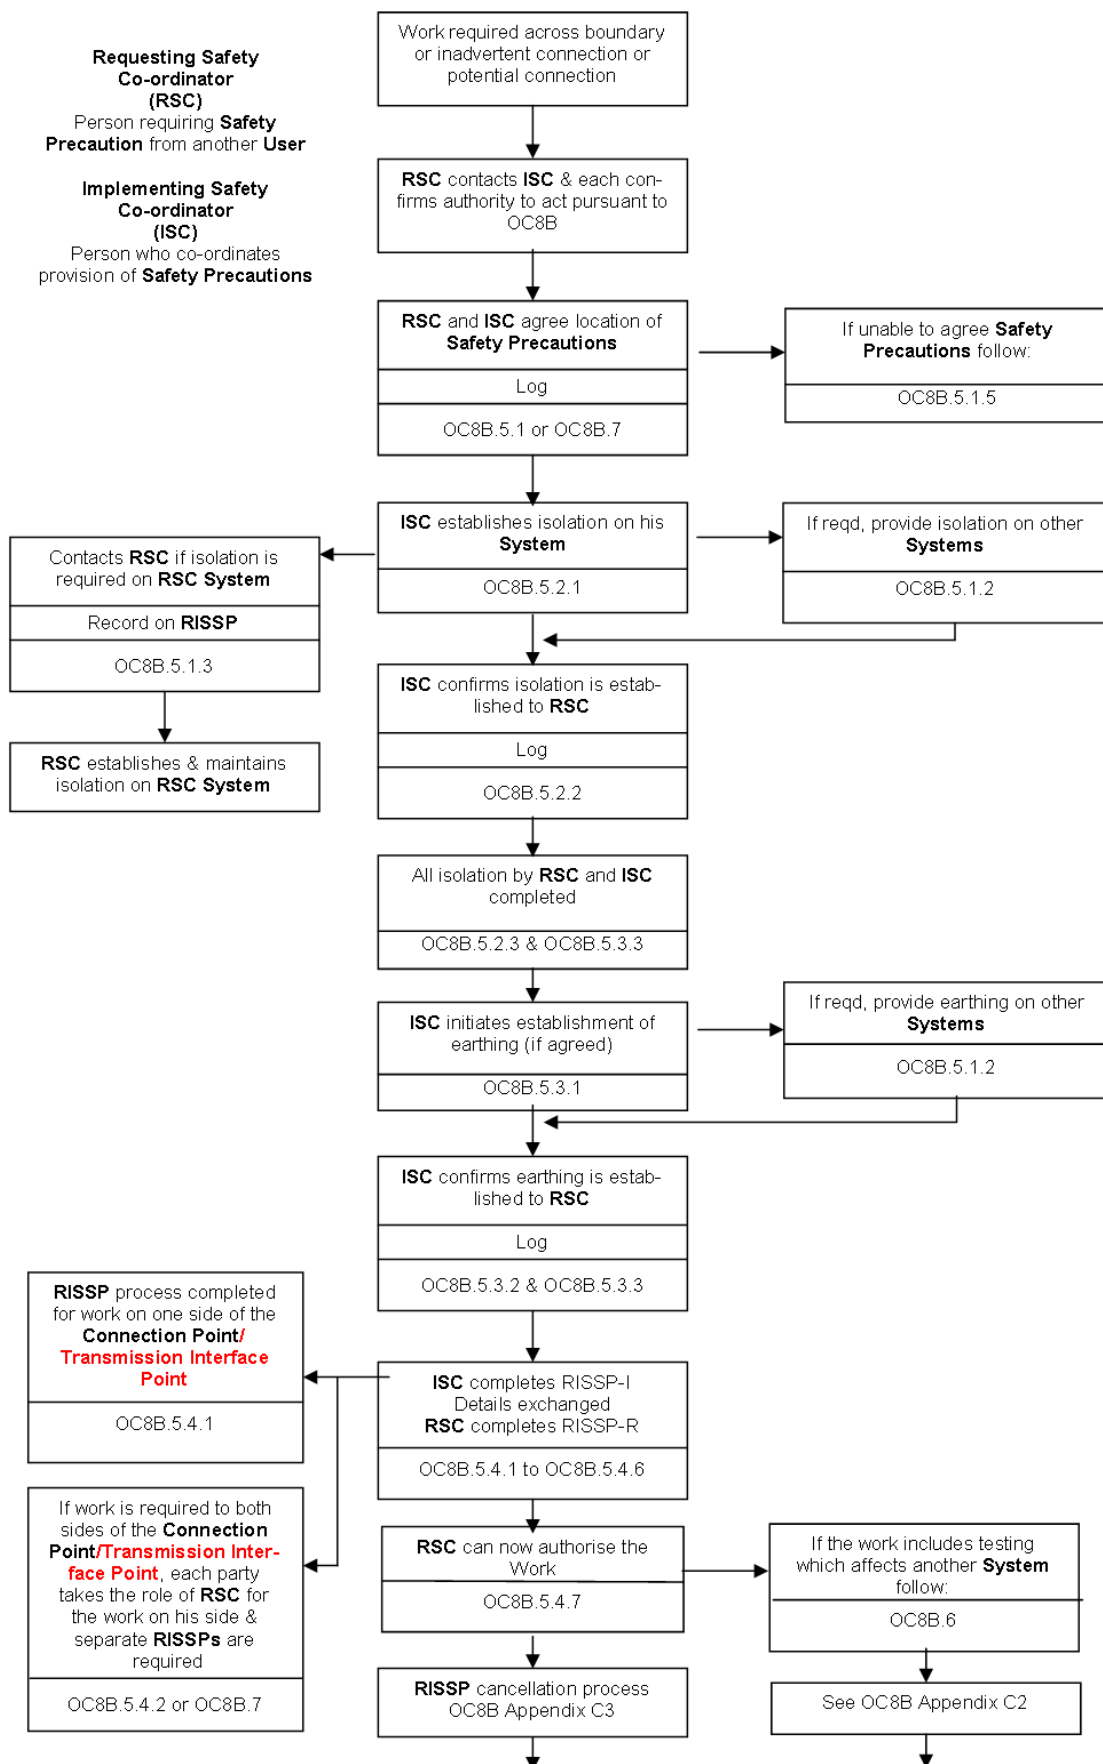 Work required across boundary
or inadvertent connection or
potential connection
Requesting Safety
Co-ordinator
(RSC)
Person requiring Safety
Precaution from another User
Implementing Safety
Co-ordinator
(ISC)
Person who co-ordinates
provision of Safety Precautions
RSC contacts ISC & each con-
firms authority to act pursuant to
OC8B
RSC and ISC agree location of
Safety Precautions
Log
OC8B.5.1 or OC8B.7
If unable to agree Safety
Precautions follow:
OC8B.5.1.5
ISC establishes isolation on his
System
OC8B.5.2.1
If reqd, provide isolation on other
Systems
OC8B.5.1.2
Contacts RSC if isolation is
required on RSC System
Record on RISSP
OC8B.5.1.3
RSC establishes & maintains
isolation on RSC System
ISC confirms isolation is estab-
lished to RSC
Log
OC8B.5.2.2
All isolation by RSC and ISC
completed
OC8B.5.2.3 & OC8B.5.3.3
ISC initiates establishment of
earthing (if agreed)
OC8B.5.3.1
If reqd, provide earthing on other
Systems
OC8B.5.1.2
ISC confirms earthing is estab-
lished to RSC
Log
OC8B.5.3.2 & OC8B.5.3.3
RISSP process completed
for work on one side of the
Connection Point/
Transmission Interface
Point
OC8B.5.4.1
ISC completes RISSP-I
Details exchanged
RSC completes RISSP-R
OC8B.5.4.1 to OC8B.5.4.6
If work is required to both
sides of the Connection
Point/Transmission Inter-
face Point, each party
takes the role of RSC for
the work on his side &
separate RISSPs are
required
OC8B.5.4.2 or OC8B.7
RSC can now authorise the
Work
OC8B.5.4.7
If the work includes testing
which affects another System
follow:
OC8B.6
RISSP cancellation process
OC8B Appendix C3
See OC8B Appendix C2